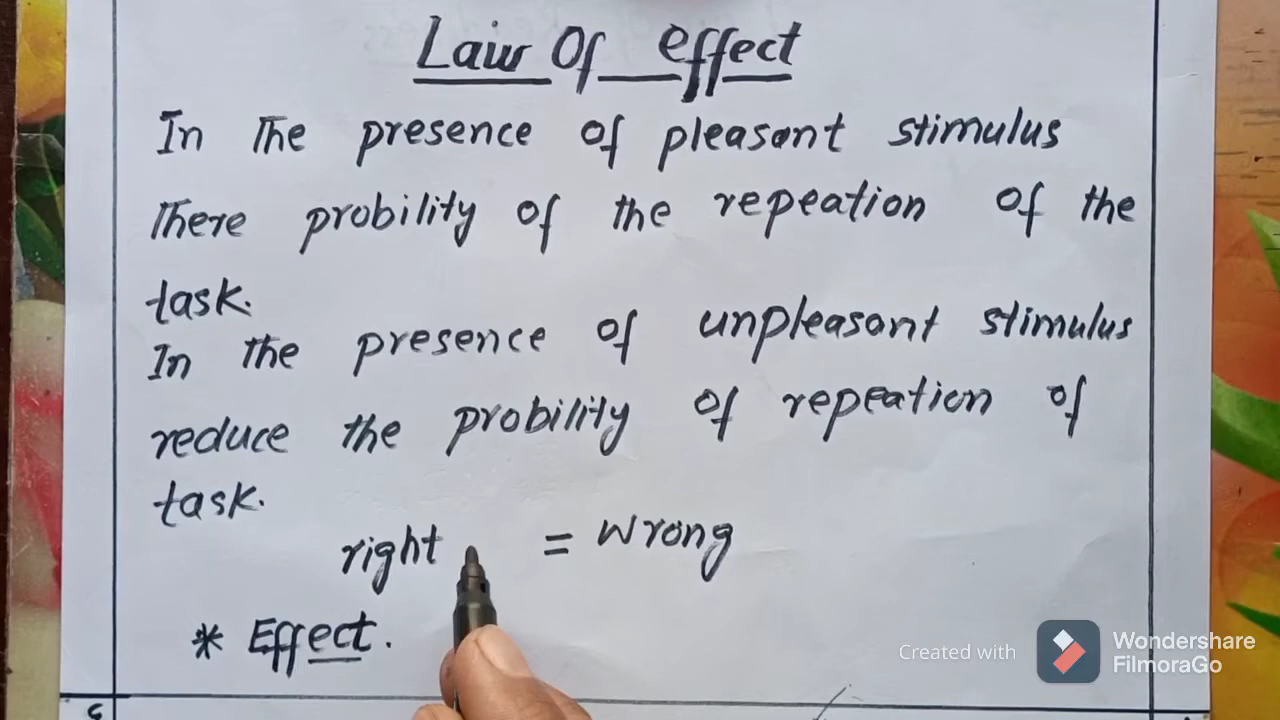 Law Of effect
In The presence of pleasant stimulus
There probility of the repeation of the
task.
In the presence of unpleasant stimulus
reduce the probility of repeation of
task.
right = wrong
* Effect.
Created with Wondershare
FilmoraGo